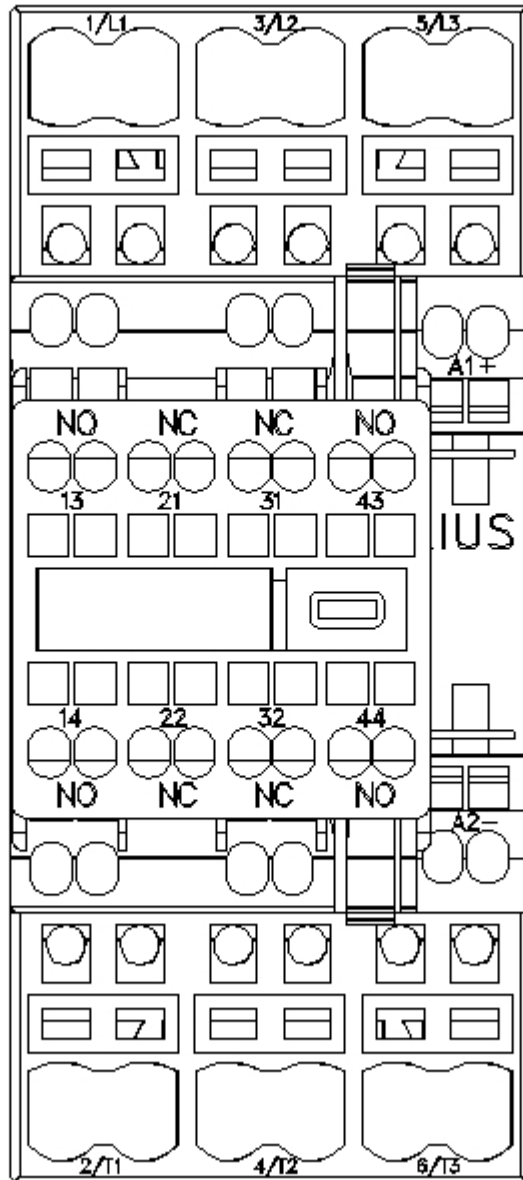 1/L1 3/L2 5/L3
A1+
NO NC NC NO
13 21 31 43
IUS
14 22 32 44
NO NC NC NO
A2-
2/T1 4/T2 6/T3